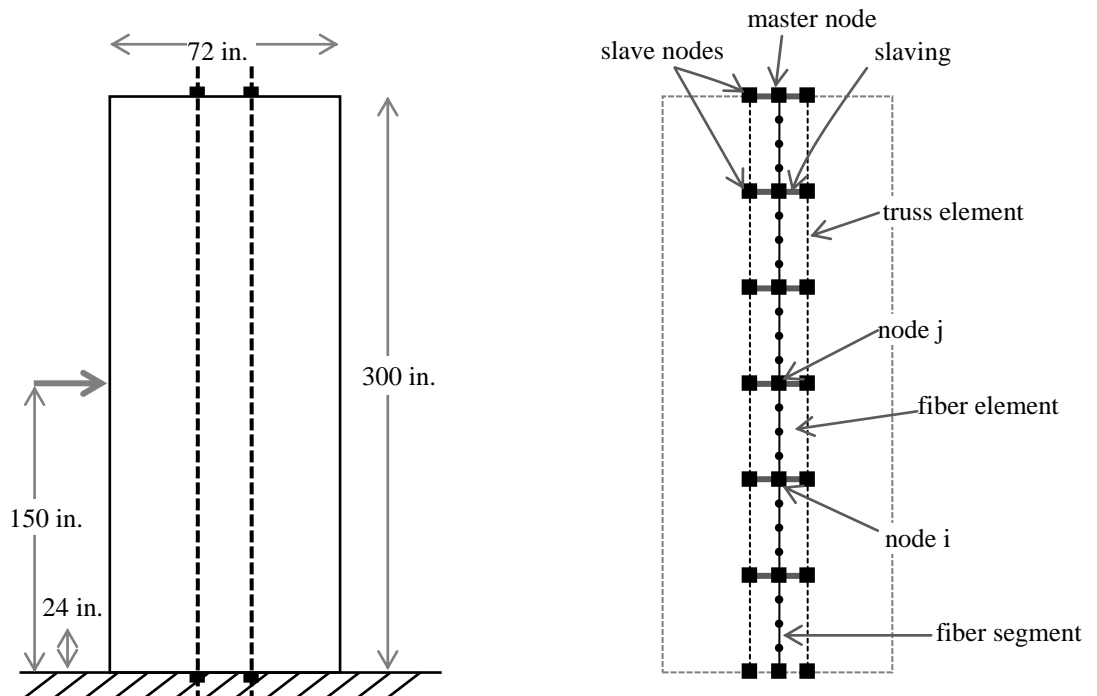 72 in.
300 in.
150 in.
24 in.
master node
slave nodes
slaving
truss element
node j
fiber element
node i
fiber segment